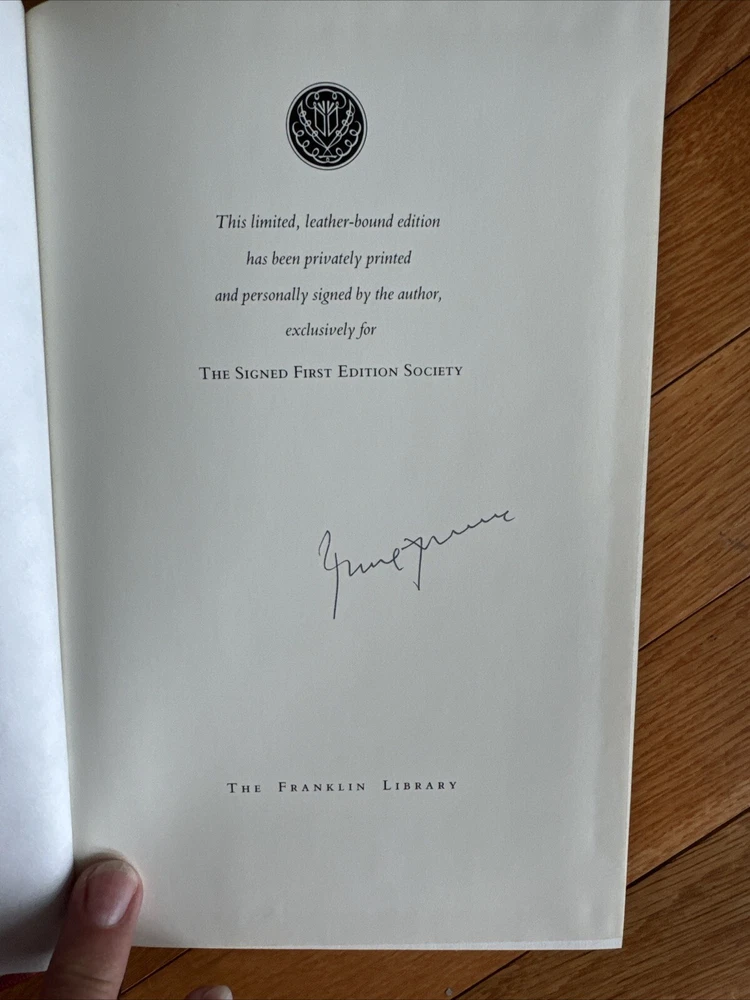 This limited, leather-bound edition
has been privately printed
and personally signed by the author,
exclusively for
THE SIGNED FIRST EDITION SOCIETY
THE FRANKLIN LIBRARY